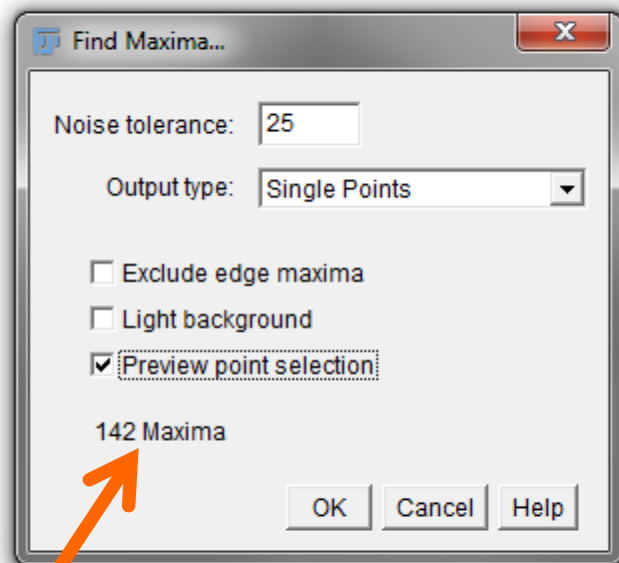 Find Maxima...
Noise tolerance: 25
Output type: Single Points
Exclude edge maxima
Light background
Preview point selection
142 Maxima
OK Cancel Help